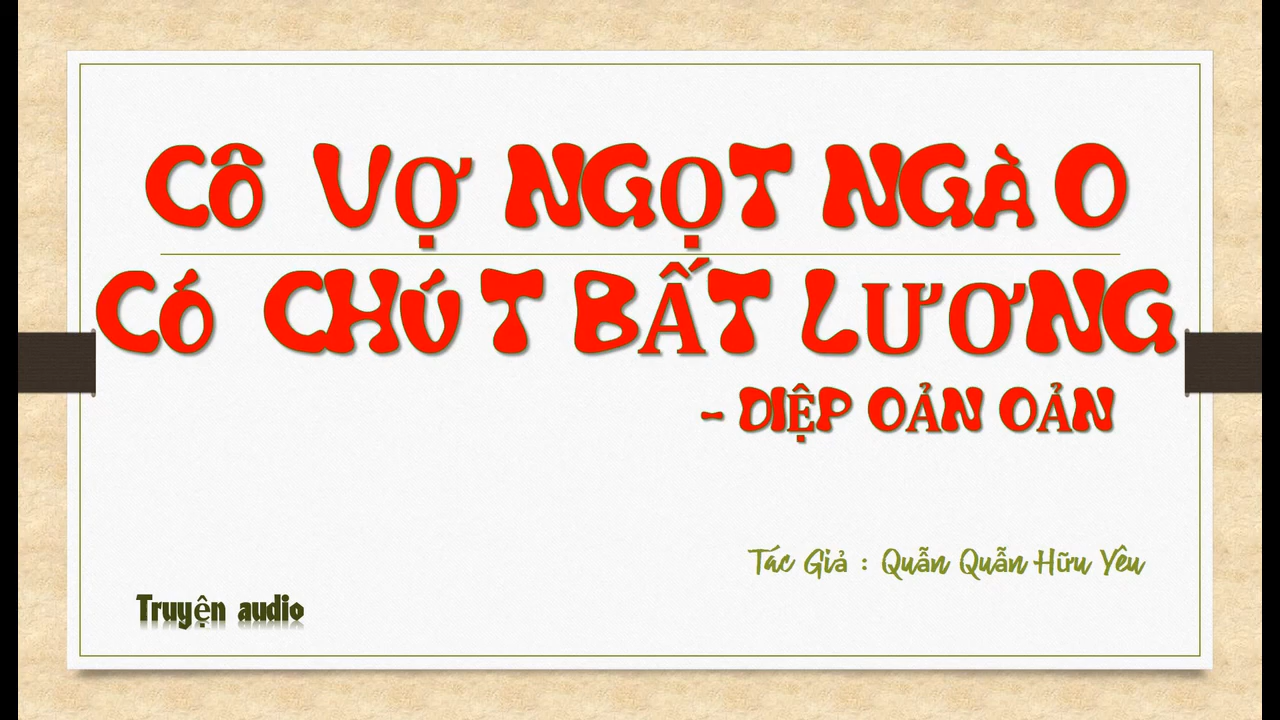 CÔ VỢ NGỌT NGÀO
CÓ CHÚT BẤT LƯƠNG
- DIỆP OẢN OẢN
Tác Giả : Quẫn Quẫn Hữu Yêu
Truyện audio